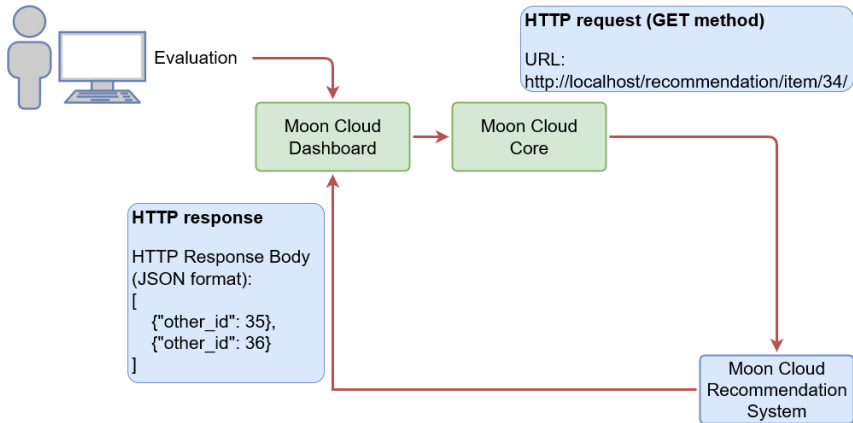 Evaluation
HTTP request (GET method)
URL:
http://localhost/recommendation/item/34/
Moon Cloud
Dashboard
Moon Cloud
Core
HTTP response
HTTP Response Body
(JSON format):
[
{"other_id": 35},
{"other_id": 36}
]
Moon Cloud
Recommendation
System